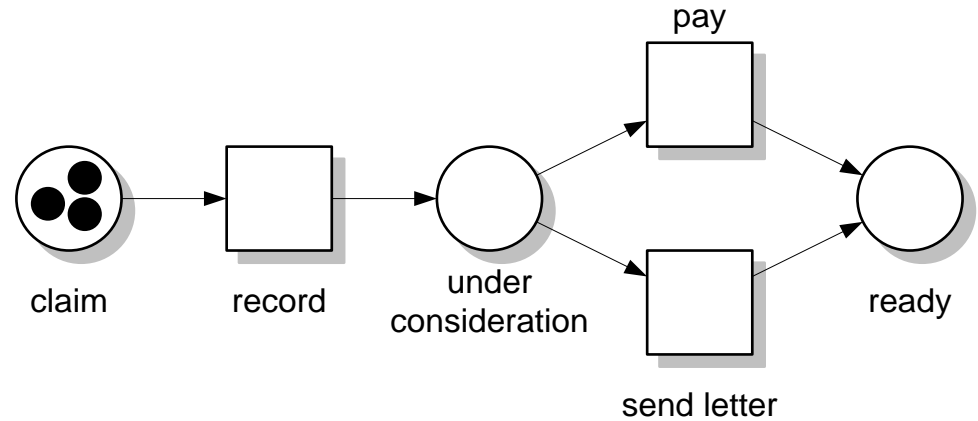 pay
claim
record
under
consideration
ready
send letter